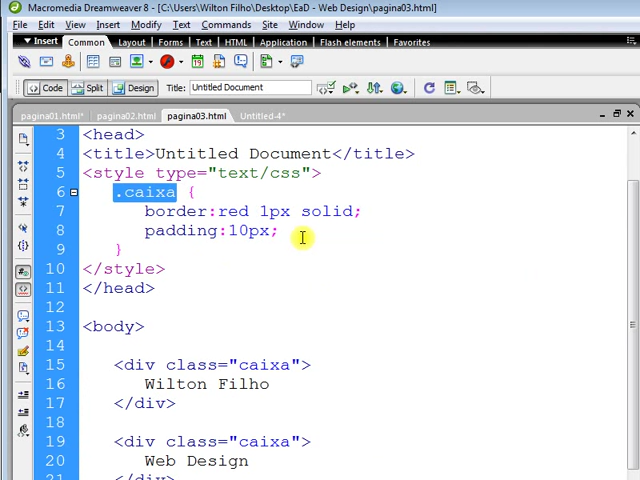 Macromedia Dreamweaver 8 - [C:\Users\Wilton Filho\Desktop\EaD - Web Design\pagina03.html]
File Edit View Insert Modify Text Commands Site Window Help
Insert Common Layout Forms Text HTML Application Flash elements Favorites
Code Split Design Title: Untitled Document
pagina01.html* pagina02.html pagina03.html Untitled-4*
3 <head>
4 <title>Untitled Document</title>
5 <style type="text/css">
6 .caixa {
7 border:red 1px solid;
8 padding:10px;
9 }
10 </style>
11 </head>
12
13 <body>
14
15 <div class="caixa">
16 Wilton Filho
17 </div>
18
19 <div class="caixa">
20 Web Design
21 </div>